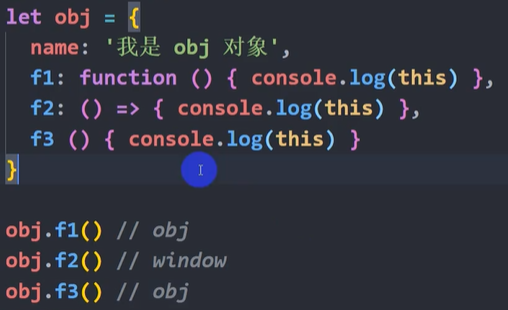 let obj = {
  name: '我是 obj 对象',
  f1: function () { console.log(this) },
  f2: () => { console.log(this) },
  f3 () { console.log(this) }
}

obj.f1() // obj
obj.f2() // window
obj.f3() // obj